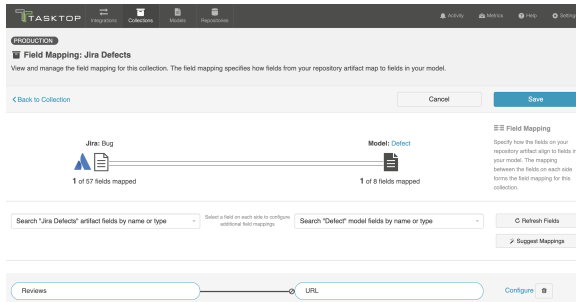 TASKTOP
Integrations
Collections
Models
Repositories
Activity
Metrics
Help
Settings
PRODUCTION
Field Mapping: Jira Defects
View and manage the field mapping for this collection. The field mapping specifies how fields from your repository artifact map to fields in your model.
Back to Collection
Cancel
Save
Jira: Bug
Model: Defect
1 of 57 fields mapped
1 of 8 fields mapped
Field Mapping
Specify how the fields on your
repository artifact align to fields in
your model. The mapping
between the fields on each side
forms the field mapping for this
collection.
Search "Jira Defects" artifact fields by name or type
Select a field on each side to configure
additional field mappings
Search "Defect" model fields by name or type
Refresh Fields
Suggest Mappings
Reviews
URL
Configure